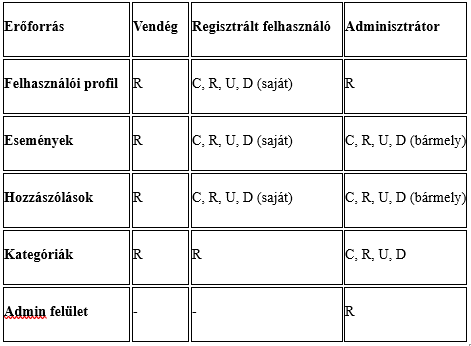 Erőforrás Vendég Regisztrált felhasználó Adminisztrátor
Felhasználói profil R C, R, U, D (saját) R
Események R C, R, U, D (saját) C, R, U, D (bármely)
Hozzászólások R C, R, U, D (saját) C, R, U, D (bármely)
Kategóriák R R C, R, U, D
Admin felület - - R